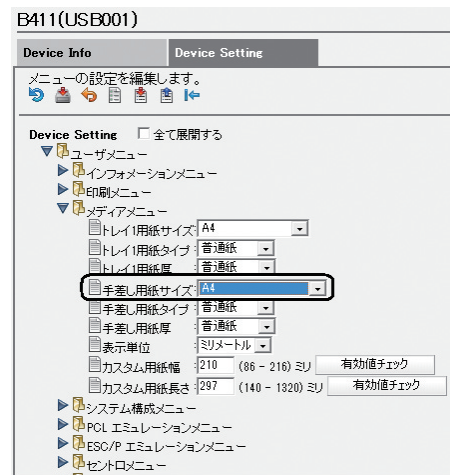 B411(USB001)
Device Info Device Setting
メニューの設定を編集します。
Device Setting 全て展開する
ユーザメニュー
インフォメーションメニュー
印刷メニュー
メディアメニュー
トレイ1用紙サイズ:A4
トレイ1用紙タイプ:普通紙
トレイ1用紙厚 :普通紙
手差し用紙サイズ:A4
手差し用紙タイプ:普通紙
手差し用紙厚 :普通紙
表示単位 :ミリメートル
カスタム用紙幅 :210 (86 - 216) ミリ 有効値チェック
カスタム用紙長さ:297 (140 - 1320) ミリ 有効値チェック
システム構成メニュー
PCL エミュレーションメニュー
ESC/P エミュレーションメニュー
セントロメニュー